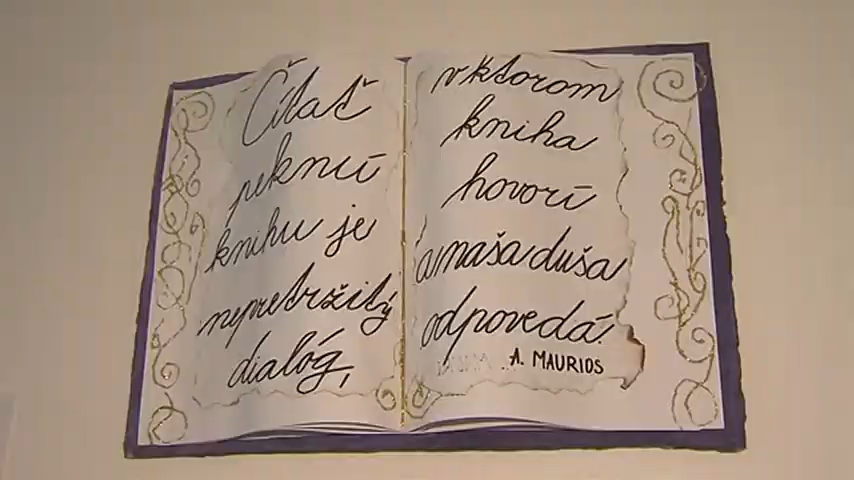 Čítať
peknú
knihu je
nepretržitý
dialóg,
v ktorom
kniha
hovorí
a naša duša
odpovedá.
A. MAURIOS